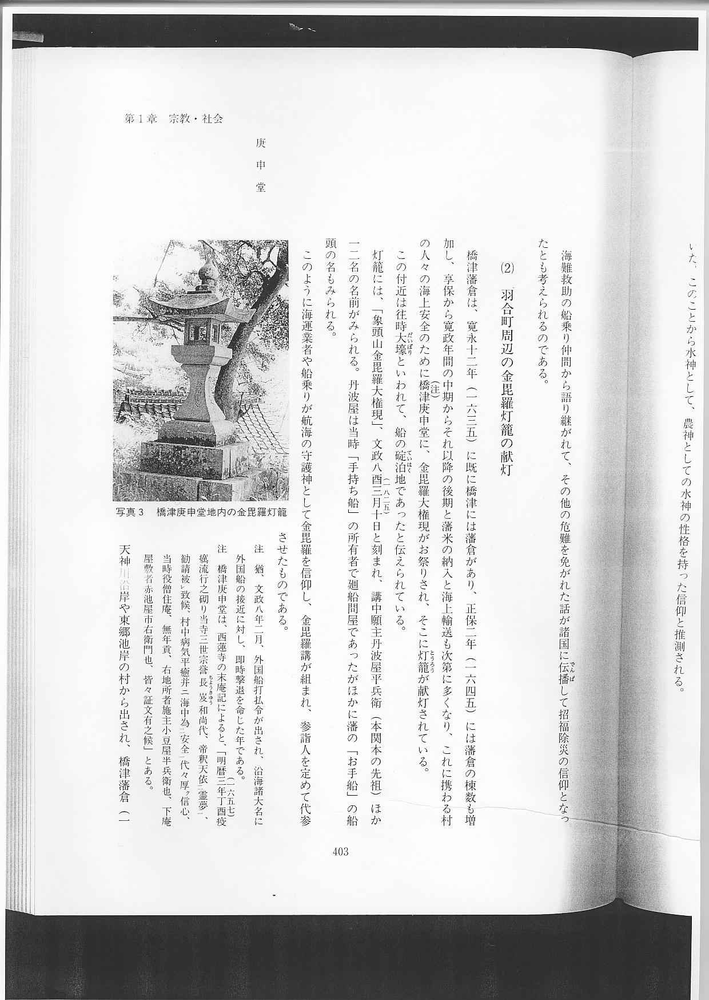 いた。このことから水神として、農神としての水神の性格を持った信仰と推測される。
第1章　宗教・社会
庚申堂
海難救助の船乗り仲間から語り継がれて、その他の危難を免がれた話が諸国に伝播して招福除災の信仰となっ
でんぱ
たとも考えられるのである。
(2)　羽合町周辺の金毘羅灯籠の献灯
橋津藩倉は、寛永十二年（一六三五）に既に橋津には藩倉があり、正保二年（一六四五）には藩倉の棟数も増
加し、享保から寛政年間の中期からそれ以降の後期と藩米の納入と海上輸送も次第に多くなり、これに携わる村
の人々の海上安全のために橋津庚申堂に、金毘羅大権現がお祭りされ、そこに灯籠が献灯されている。
（注）
とうろう
この付近は往時大壕といわれて、船の碇泊地であったと伝えられている。
だいぼり
ていはく
灯籠には、「象頭山金毘羅大権現」、文政八酉三月十日と刻まれ、講中願主丹波屋平兵衛（本関本の先祖）ほか
（一八二五）
一二名の名前がみられる。丹波屋は当時「手持ち船」の所有者で廻船問屋であったがほかに藩の「お手船」の船
頭の名もみられる。
このように海運業者や船乗りが航海の守護神として金毘羅を信仰し、金毘羅講が組まれ、参詣人を定めて代参
させたものである。
写真3　橋津庚申堂地内の金毘羅灯籠
注　猶、文政八年二月、外国船打払令が出され、沿海諸大名に
外国船の接近に対し、即時撃退を命じた年である。
注　橋津庚申堂は、西蓮寺の末庵記によると、「明暦三年丁酉疫
（一六五七）
癘流行之砌り当寺三世宗誉長岌和尚代、帝釈天依二霊夢一、
ちようきゆう
勧請被レ致候、村中病気平癒并ニ海中為二安全一代々厚ク信心、
当時役僧住庵、無年貢、右地所者施主小豆屋半兵衛也、下庵
屋敷者赤池屋市右衛門也、皆々証文有之候」とある。
天神川沿岸や東郷池岸の村から出され、橋津藩倉（一
403